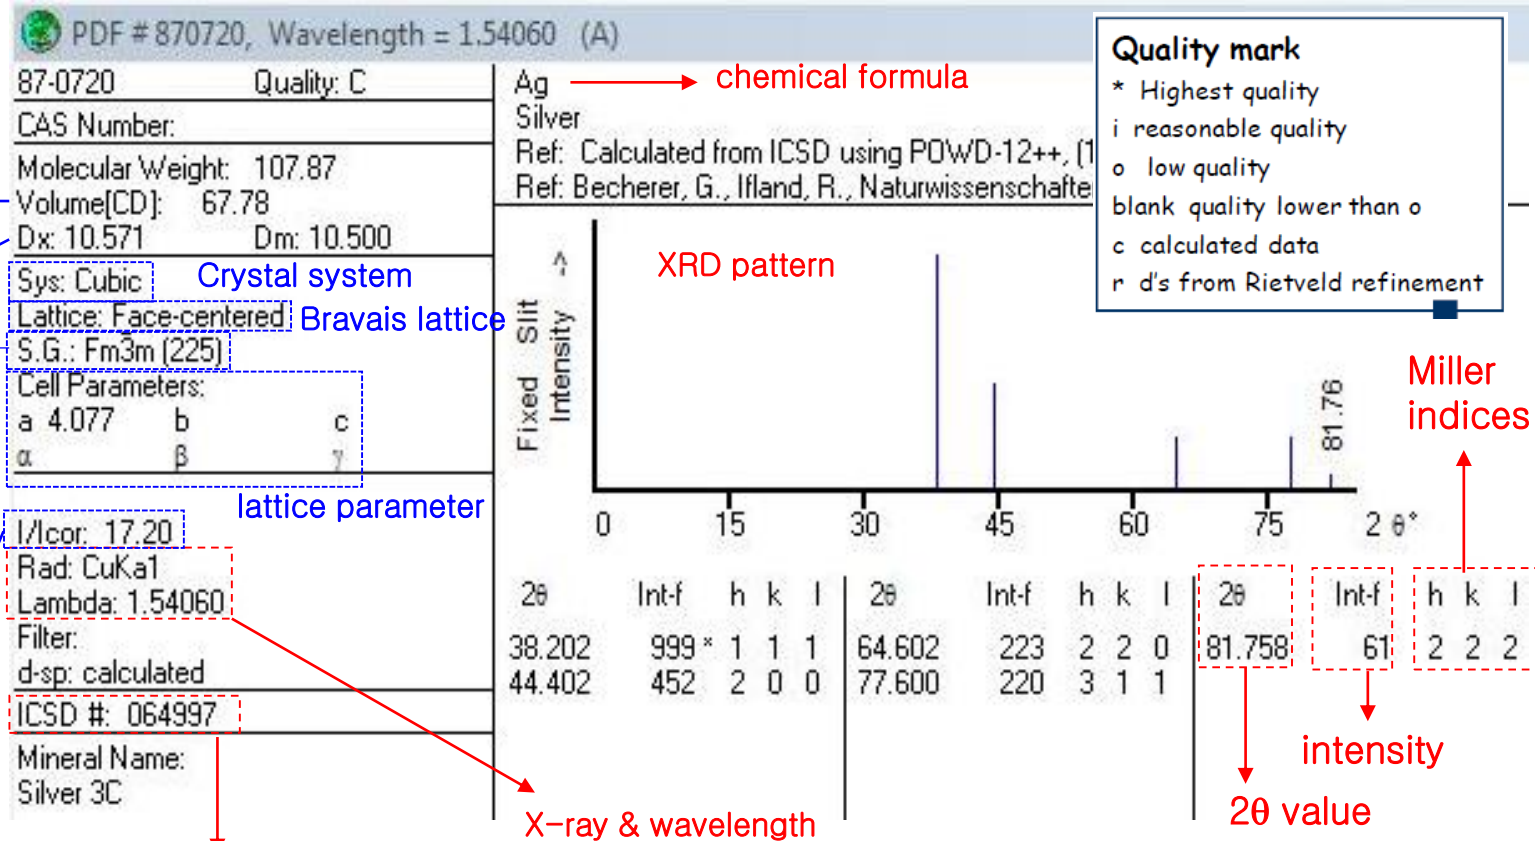 PDF # 870720, Wavelength = 1.54060 (A)
87-0720 Quality: C
CAS Number:
Molecular Weight: 107.87
Volume[CD]: 67.78
Dx: 10.571 Dm: 10.500
Sys: Cubic
Crystal system
Lattice: Face-centered
Bravais lattice
S.G.: Fm3̅m (225)
Cell Parameters:
a 4.077 b c
α β γ
lattice parameter
I/Icor: 17.20
Rad: CuKa1
Lambda: 1.54060
Filter:
d-sp: calculated
ICSD #: 064997
Mineral Name:
Silver 3C
X-ray & wavelength
Ag
chemical formula
Silver
Ref: Calculated from ICSD using POWD-12++, (1
Ref: Becherer, G., Ifland, R., Naturwissenschafte
Quality mark
* Highest quality
i reasonable quality
o low quality
blank quality lower than o
c calculated data
r d's from Rietveld refinement
XRD pattern
Fixed Slit
Intensity ->
81.76
0 15 30 45 60 75 2 θ°
Miller
indices
2θ Int-f h k l 2θ Int-f h k l 2θ Int-f h k l
38.202 999 * 1 1 1 64.602 223 2 2 0 81.758 61 2 2 2
44.402 452 2 0 0 77.600 220 3 1 1
intensity
2θ value